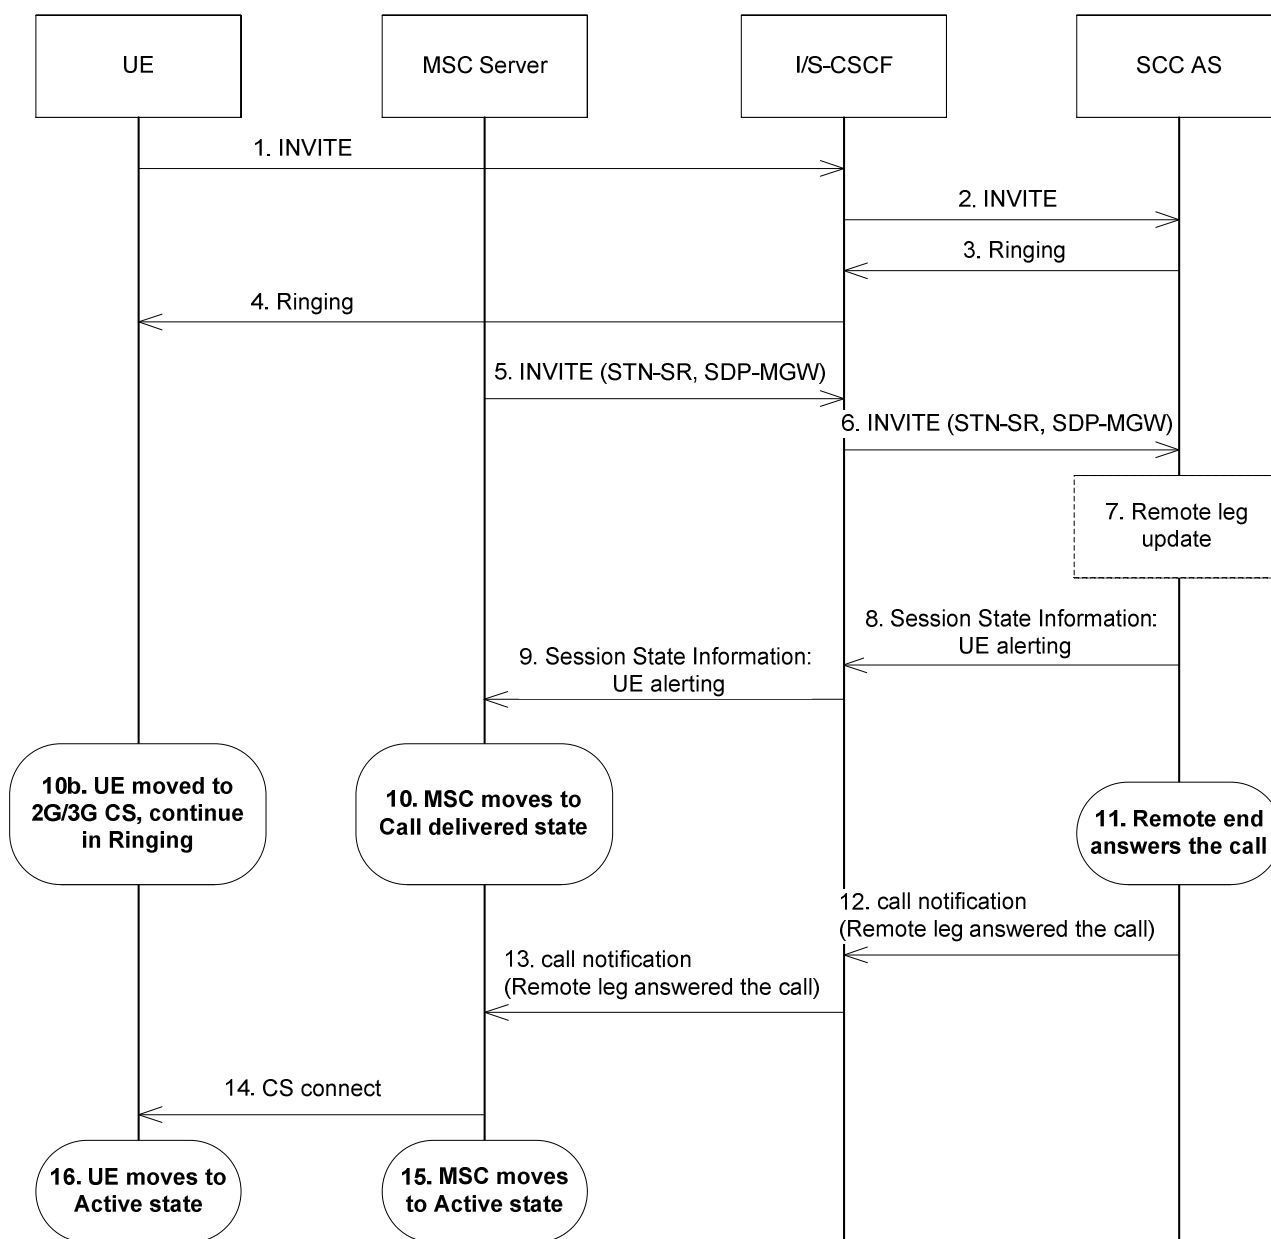 UE
MSC Server
I/S-CSCF
SCC AS
1. INVITE
2. INVITE
3. Ringing
4. Ringing
5. INVITE (STN-SR, SDP-MGW)
6. INVITE (STN-SR, SDP-MGW)
7. Remote leg
update
8. Session State Information:
UE alerting
9. Session State Information:
UE alerting
10b. UE moved to
2G/3G CS, continue
in Ringing
10. MSC moves to
Call delivered state
11. Remote end
answers the call
12. call notification
(Remote leg answered the call)
13. call notification
(Remote leg answered the call)
14. CS connect
16. UE moves to
Active state
15. MSC moves
to Active state